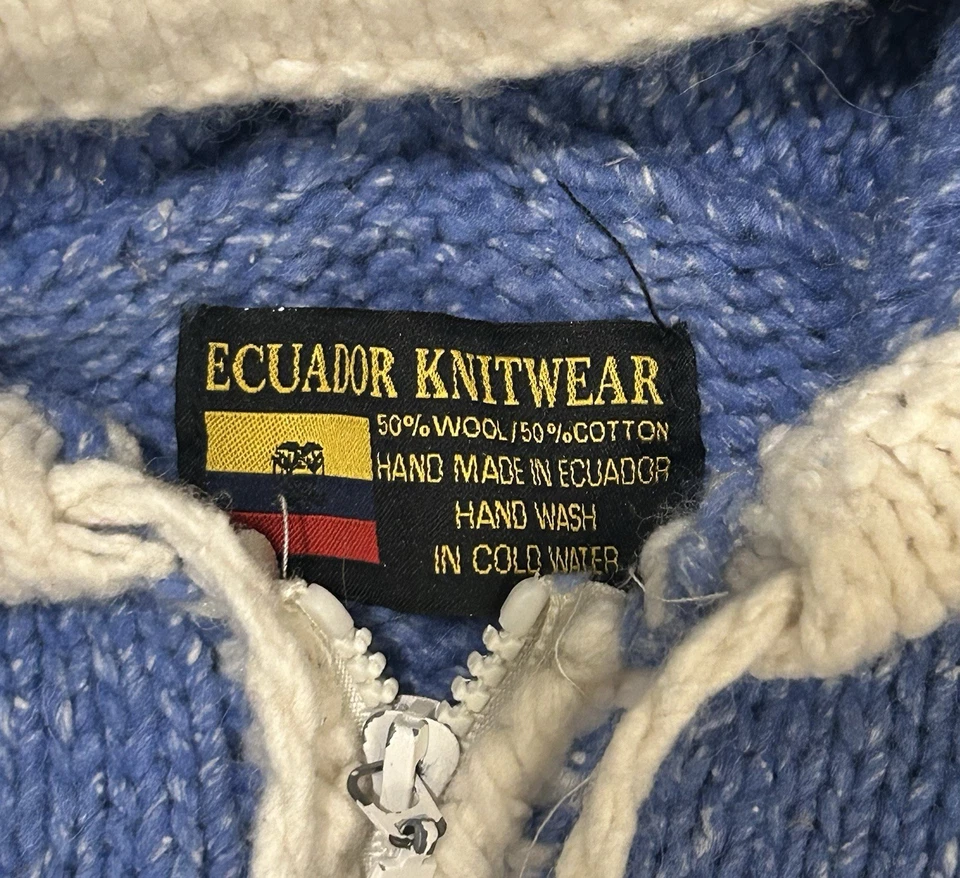 ECUADOR KNITWEAR
50%WOOL/50%COTTON
HAND MADE IN ECUADOR
HAND WASH
IN COLD WATER